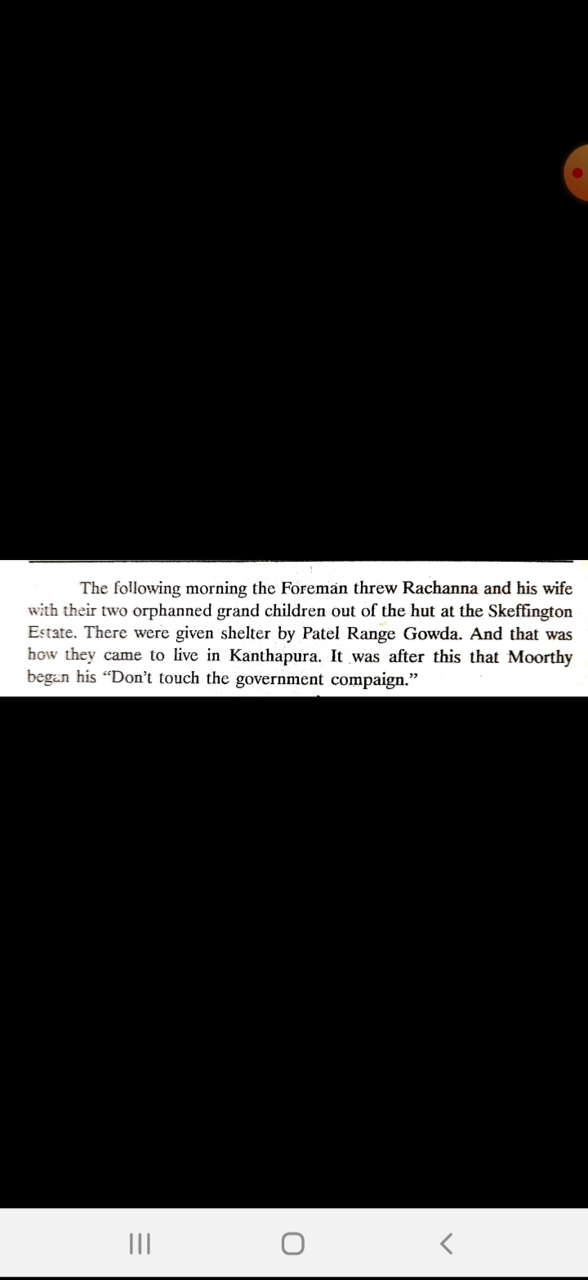 The following morning the Foreman threw Rachanna and his wife
with their two orphanned grand children out of the hut at the Skeffington
Estate. There were given shelter by Patel Range Gowda. And that was
how they came to live in Kanthapura. It was after this that Moorthy
began his “Don’t touch the government compaign.”